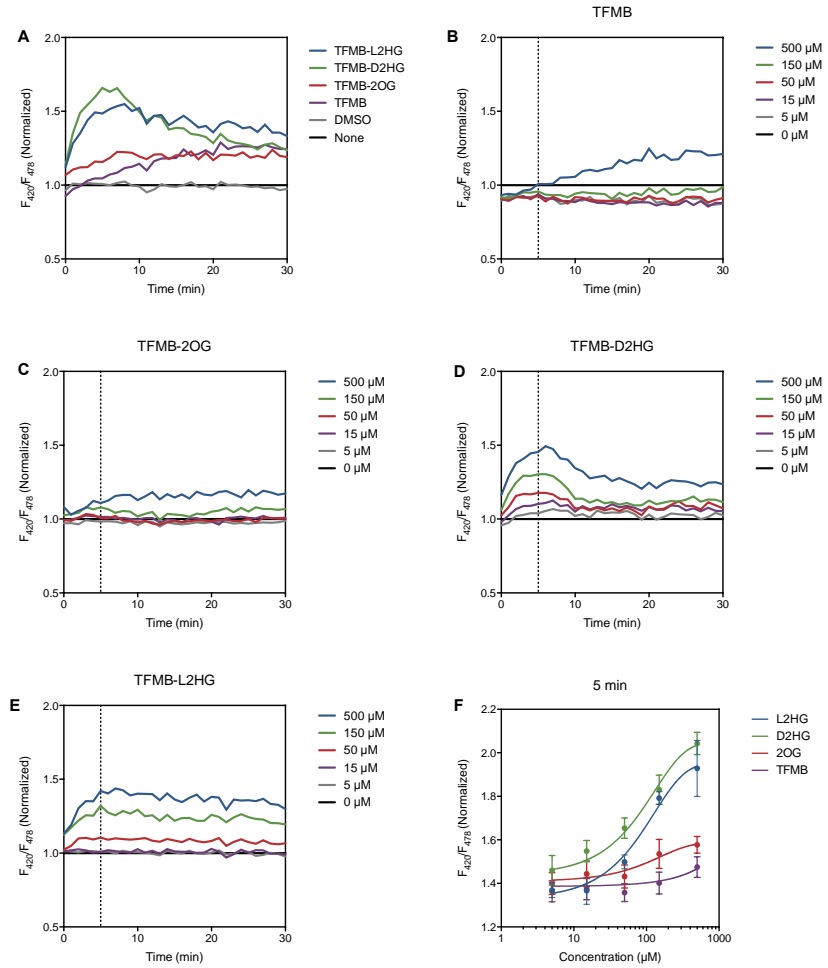 A
F420/F478 (Normalized)
2.0
1.5
1.0
0.5
0
10
20
30
Time (min)
TFMB-L2HG
TFMB-D2HG
TFMB-2OG
TFMB
DMSO
None
TFMB
B
F420/F478 (Normalized)
2.0
1.5
1.0
0.5
0
10
20
30
Time (min)
500 µM
150 µM
50 µM
15 µM
5 µM
0 µM
TFMB-2OG
C
F420/F478 (Normalized)
2.0
1.5
1.0
0.5
0
10
20
30
Time (min)
500 µM
150 µM
50 µM
15 µM
5 µM
0 µM
TFMB-D2HG
D
F420/F478 (Normalized)
2.0
1.5
1.0
0.5
0
10
20
30
Time (min)
500 µM
150 µM
50 µM
15 µM
5 µM
0 µM
TFMB-L2HG
E
F420/F478 (Normalized)
2.0
1.5
1.0
0.5
0
10
20
30
Time (min)
500 µM
150 µM
50 µM
15 µM
5 µM
0 µM
5 min
F
F420/F478 (Normalized)
2.2
2.0
1.8
1.6
1.4
1.2
1
10
100
1000
Concentration (µM)
L2HG
D2HG
2OG
TFMB